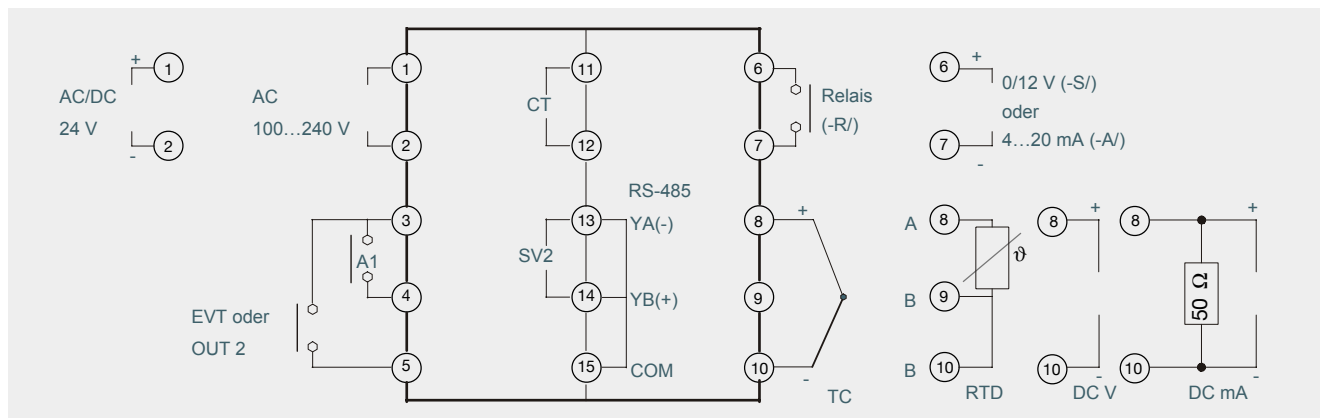 + 1 1 11 6 6 +
AC/DC AC CT Relais 0/12 V (-S/)
24 V 100...240 V (-R/) oder
- 2 2 12 7 7 4...20 mA (-A/)
-
RS-485
3 13 YA(-) 8 + A 8 8 + 8 +
A1 SV2 ϑ
4 14 YB(+) 9 B 9 50 Ω
EVT oder
OUT 2
5 15 COM 10 - B 10 10 - 10 -
TC RTD DC V DC mA